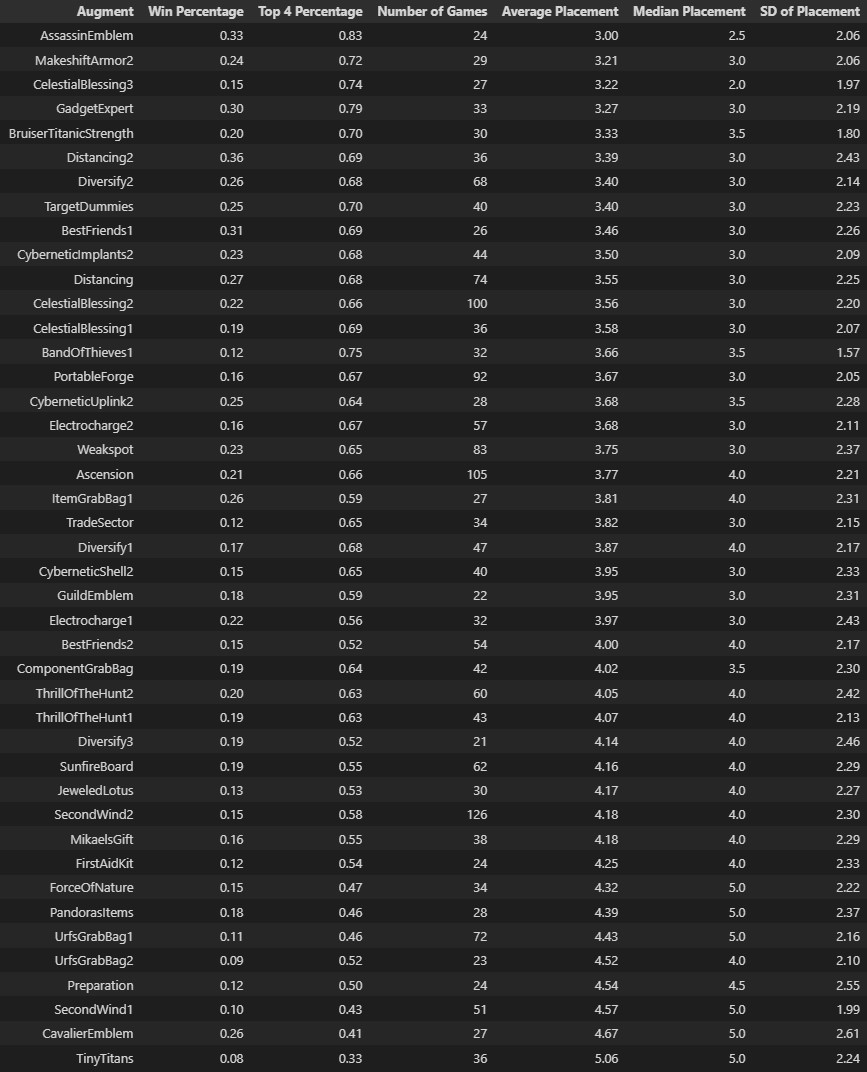 Augment Win Percentage Top 4 Percentage Number of Games Average Placement Median Placement SD of Placement
AssassinEmblem 0.33 0.83 24 3.00 2.5 2.06
MakeshiftArmor2 0.24 0.72 29 3.21 3.0 2.06
CelestialBlessing3 0.15 0.74 27 3.22 2.0 1.97
GadgetExpert 0.30 0.79 33 3.27 3.0 2.19
BruiserTitanicStrength 0.20 0.70 30 3.33 3.5 1.80
Distancing2 0.36 0.69 36 3.39 3.0 2.43
Diversify2 0.26 0.68 68 3.40 3.0 2.14
TargetDummies 0.25 0.70 40 3.40 3.0 2.23
BestFriends1 0.31 0.69 26 3.46 3.0 2.26
CyberneticImplants2 0.23 0.68 44 3.50 3.0 2.09
Distancing 0.27 0.68 74 3.55 3.0 2.25
CelestialBlessing2 0.22 0.66 100 3.56 3.0 2.20
CelestialBlessing1 0.19 0.69 36 3.58 3.0 2.07
BandOfThieves1 0.12 0.75 32 3.66 3.5 1.57
PortableForge 0.16 0.67 92 3.67 3.0 2.05
CyberneticUplink2 0.25 0.64 28 3.68 3.5 2.28
Electrocharge2 0.16 0.67 57 3.68 3.0 2.11
Weakspot 0.23 0.65 83 3.75 3.0 2.37
Ascension 0.21 0.66 105 3.77 4.0 2.21
ItemGrabBag1 0.26 0.59 27 3.81 4.0 2.31
TradeSector 0.12 0.65 34 3.82 3.0 2.15
Diversify1 0.17 0.68 47 3.87 4.0 2.17
CyberneticShell2 0.15 0.65 40 3.95 3.0 2.33
GuildEmblem 0.18 0.59 22 3.95 3.0 2.31
Electrocharge1 0.22 0.56 32 3.97 3.0 2.43
BestFriends2 0.15 0.52 54 4.00 4.0 2.17
ComponentGrabBag 0.19 0.64 42 4.02 3.5 2.30
ThrillOfTheHunt2 0.20 0.63 60 4.05 4.0 2.42
ThrillOfTheHunt1 0.19 0.63 43 4.07 4.0 2.13
Diversify3 0.19 0.52 21 4.14 4.0 2.46
SunfireBoard 0.19 0.55 62 4.16 4.0 2.29
JeweledLotus 0.13 0.53 30 4.17 4.0 2.27
SecondWind2 0.15 0.58 126 4.18 4.0 2.30
MikaelsGift 0.16 0.55 38 4.18 4.0 2.29
FirstAidKit 0.12 0.54 24 4.25 4.0 2.33
ForceOfNature 0.15 0.47 34 4.32 5.0 2.22
PandorasItems 0.18 0.46 28 4.39 5.0 2.37
UrfsGrabBag1 0.11 0.46 72 4.43 5.0 2.16
UrfsGrabBag2 0.09 0.52 23 4.52 4.0 2.10
Preparation 0.12 0.50 24 4.54 4.5 2.55
SecondWind1 0.10 0.43 51 4.57 5.0 1.99
CavalierEmblem 0.26 0.41 27 4.67 5.0 2.61
TinyTitans 0.08 0.33 36 5.06 5.0 2.24